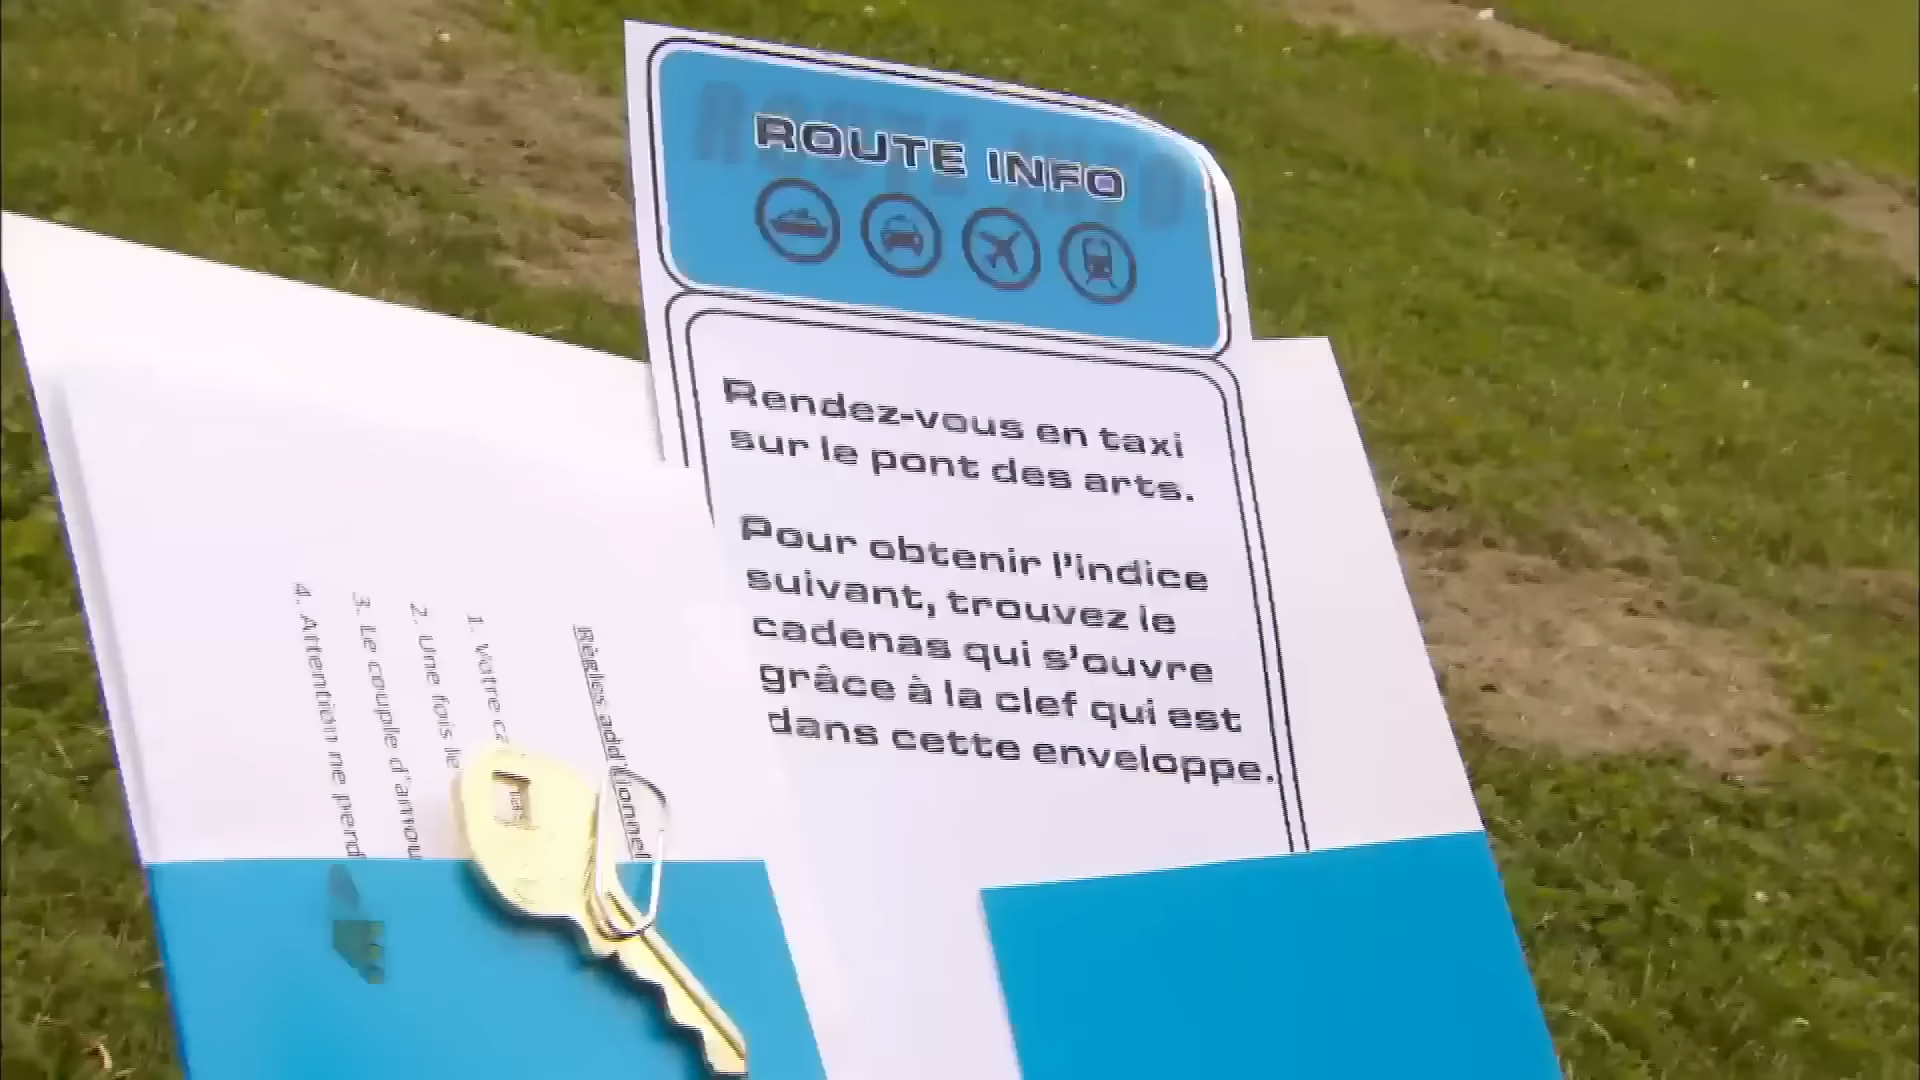 ROUTE INFO
Rendez-vous en taxi
sur le pont des arts.
Pour obtenir l'indice
suivant, trouvez le
cadenas qui s'ouvre
grâce à la clef qui est
dans cette enveloppe.
Règles additionnel
1. Votre
2. Une fois le
3. Le couple d'amou
4. Attention ne perd